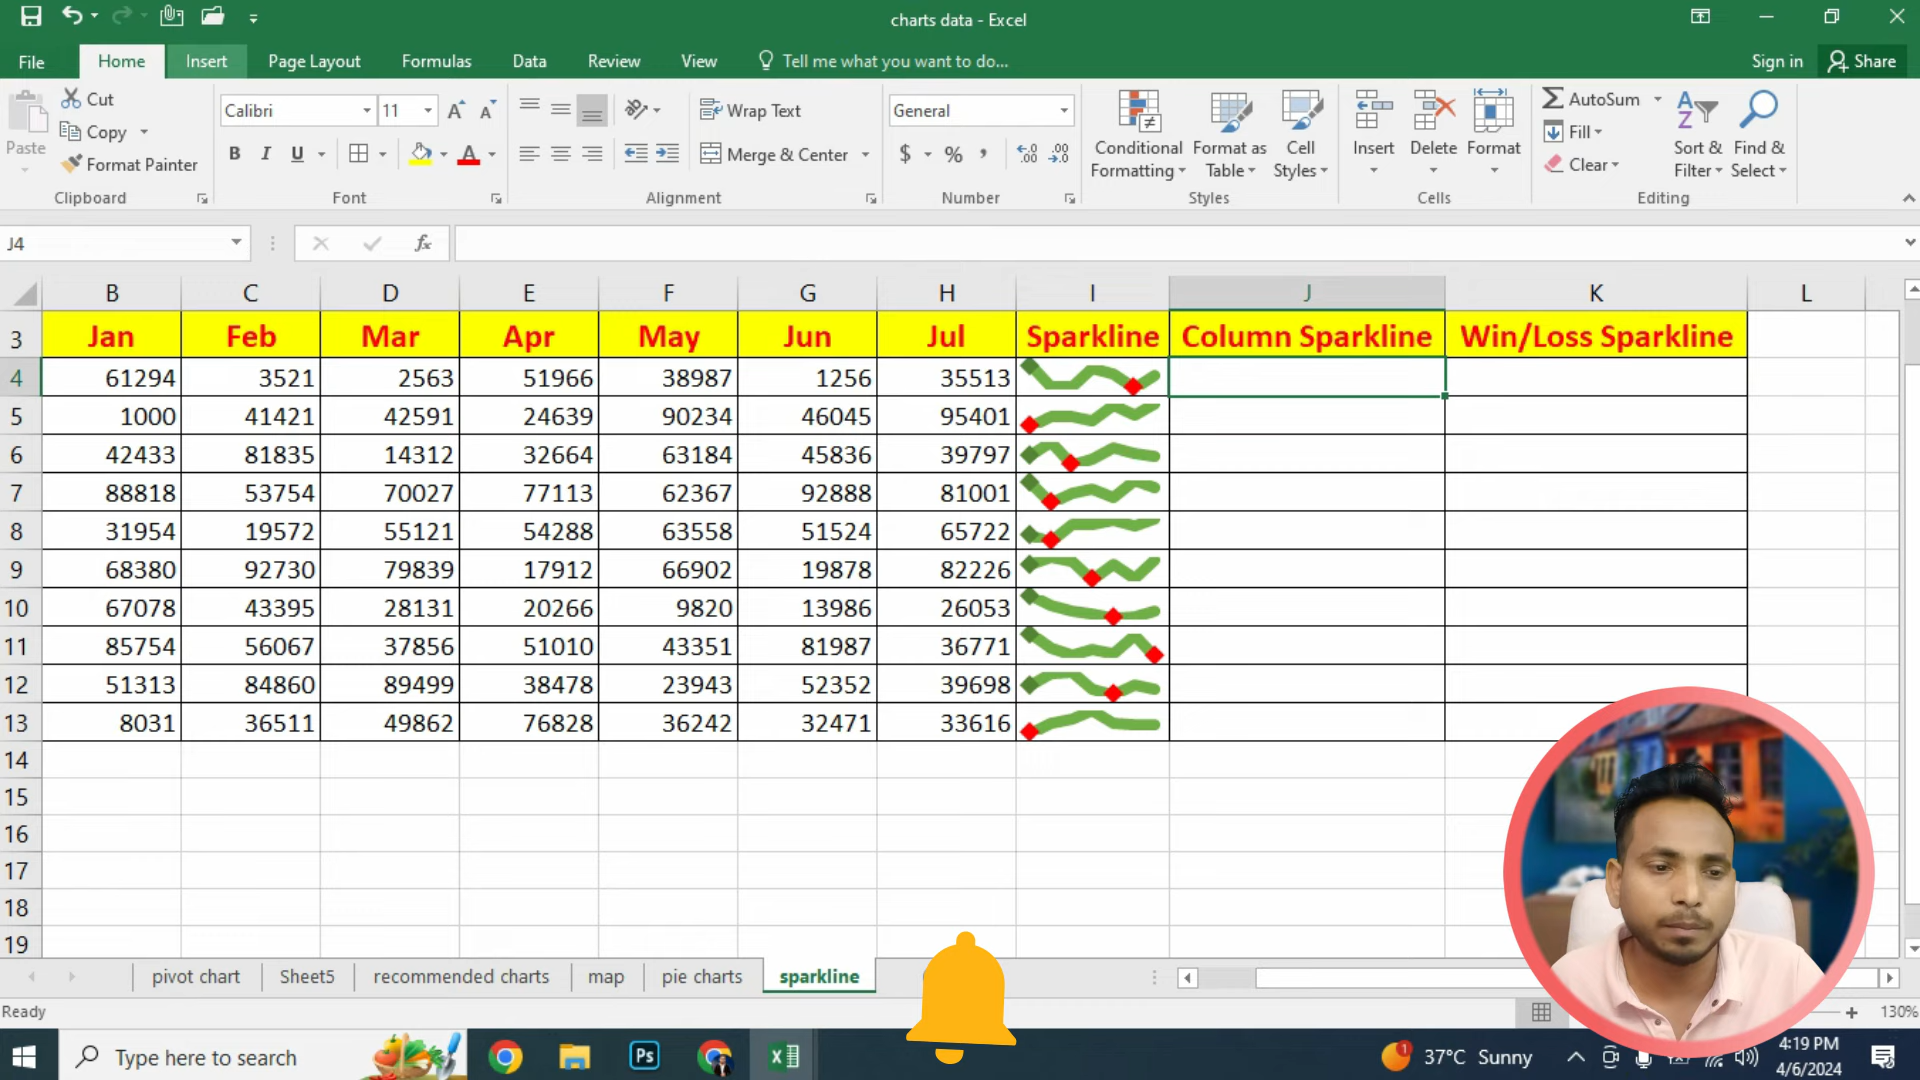 charts data - Excel
File Home Insert Page Layout Formulas Data Review View Tell me what you want to do... Sign in Share
Cut
Copy
Format Painter
Paste
Clipboard
Calibri 11
B I U A
Font
Wrap Text
Merge & Center
Alignment
General
$ % ,
Number
Conditional Formatting
Format as Table
Cell Styles
Styles
Insert Delete Format
Cells
AutoSum
Fill
Clear
Sort & Filter
Find & Select
Editing
J4 fx
B C D E F G H I J K L
3 Jan Feb Mar Apr May Jun Jul Sparkline Column Sparkline Win/Loss Sparkline
4 61294 3521 2563 51966 38987 1256 35513
5 1000 41421 42591 24639 90234 46045 95401
6 42433 81835 14312 32664 63184 45836 39797
7 88818 53754 70027 77113 62367 92888 81001
8 31954 19572 55121 54288 63558 51524 65722
9 68380 92730 79839 17912 66902 19878 82226
10 67078 43395 28131 20266 9820 13986 26053
11 85754 56067 37856 51010 43351 81987 36771
12 51313 84860 89499 38478 23943 52352 39698
13 8031 36511 49862 76828 36242 32471 33616
14
15
16
17
18
19
pivot chart Sheet5 recommended charts map pie charts sparkline
Ready 130%
Type here to search Ps 1 37°C Sunny 4:19 PM
4/6/2024